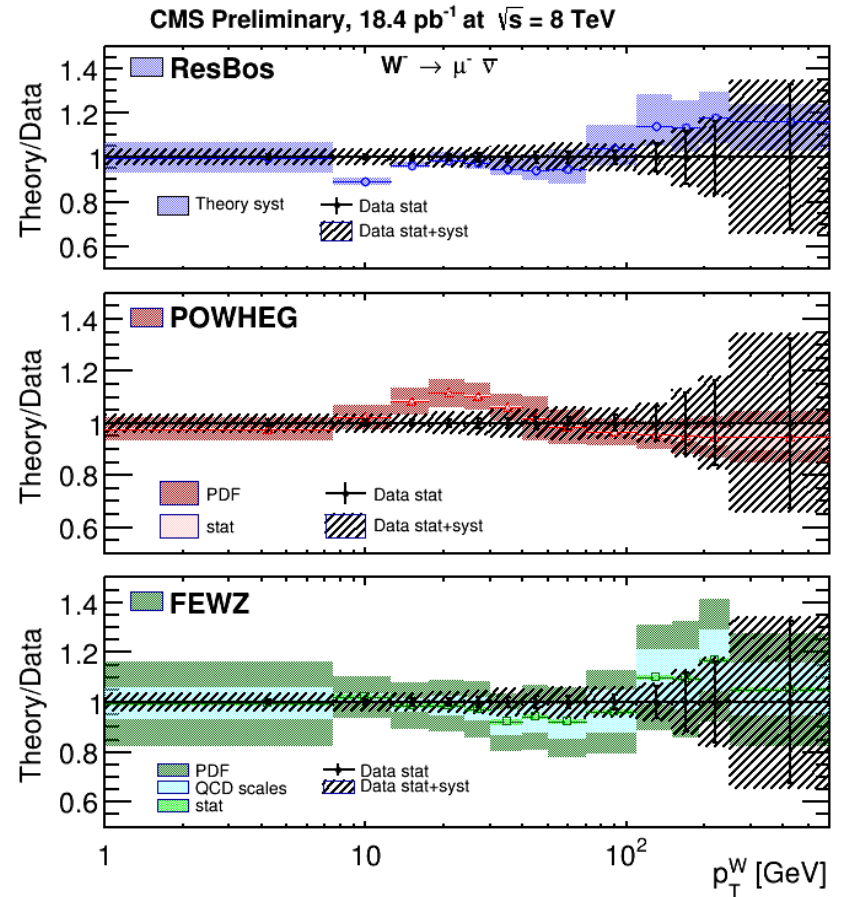 CMS Preliminary, 18.4 pb⁻¹ at √s = 8 TeV
ResBos
W⁻ → μ⁻ ν̅
1.4
1.2
1
0.8
0.6
Theory/Data
Theory syst
Data stat
Data stat+syst
POWHEG
1.4
1.2
1
0.8
0.6
Theory/Data
PDF
Data stat
stat
Data stat+syst
FEWZ
1.4
1.2
1
0.8
0.6
Theory/Data
PDF
Data stat
QCD scales
Data stat+syst
stat
1
10
10²
p_T^W [GeV]